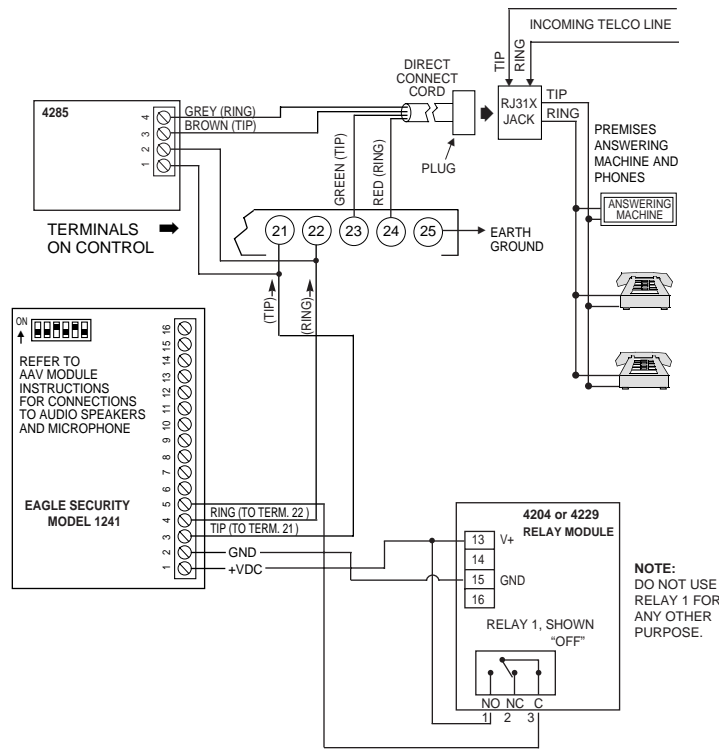 INCOMING TELCO LINE
TIP
RING
DIRECT
CONNECT
CORD
RJ31X
JACK
TIP
RING
PLUG
PREMISES
ANSWERING
MACHINE AND
PHONES
ANSWERING
MACHINE
4285
4
3
2
1
GREY (RING)
BROWN (TIP)
GREEN (TIP)
RED (RING)
TERMINALS
ON CONTROL
21
22
23
24
25
EARTH
GROUND
(TIP)
(RING)
ON
REFER TO
AAV MODULE
INSTRUCTIONS
FOR CONNECTIONS
TO AUDIO SPEAKERS
AND MICROPHONE
EAGLE SECURITY
MODEL 1241
16
15
14
13
12
11
10
9
8
7
6
5
4
3
2
1
RING (TO TERM. 22 )
TIP (TO TERM. 21 )
GND
+VDC
4204 or 4229
RELAY MODULE
13 V+
14
15 GND
16
RELAY 1, SHOWN
“OFF”
NO NC C
1 2 3
NOTE:
DO NOT USE
RELAY 1 FOR
ANY OTHER
PURPOSE.